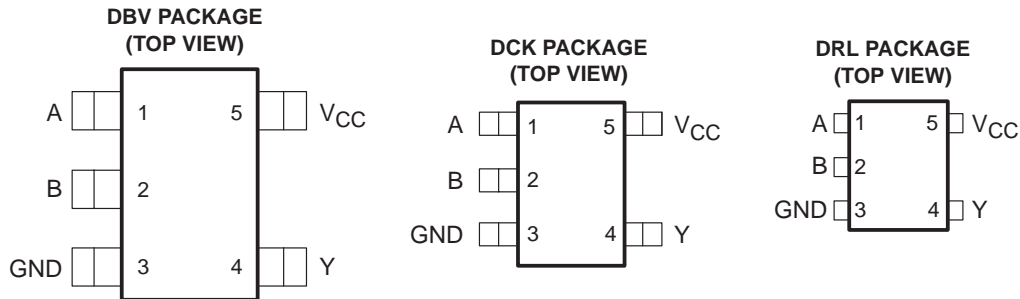 DBV PACKAGE
(TOP VIEW)
A 1 5 VCC
B 2
GND 3 4 Y
DCK PACKAGE
(TOP VIEW)
A 1 5 VCC
B 2
GND 3 4 Y
DRL PACKAGE
(TOP VIEW)
A 1 5 VCC
B 2
GND 3 4 Y